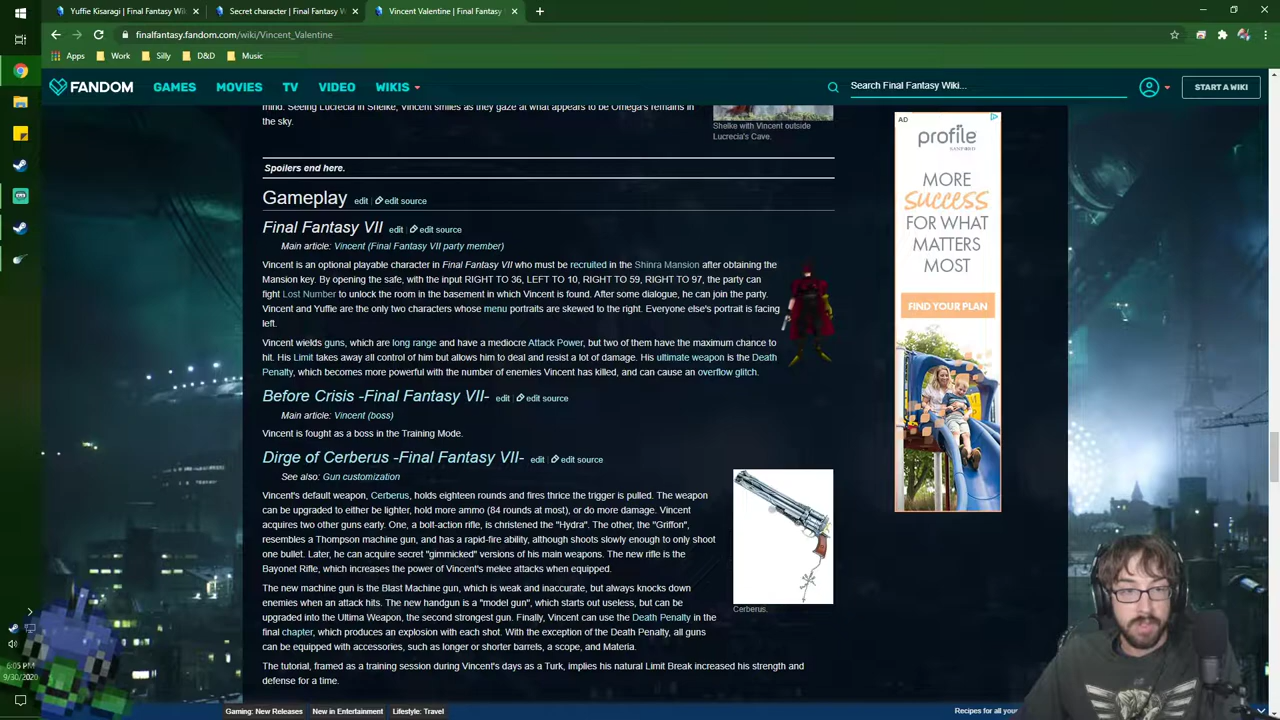 Yuffie Kisaragi | Final Fantasy Wi
Secret character | Final Fantasy
Vincent Valentine | Final Fantasy
finalfantasy.fandom.com/wiki/Vincent_Valentine
Apps Work Silly D&D Music
FANDOM GAMES MOVIES TV VIDEO WIKIS Search Final Fantasy Wiki... START A WIKI
mind. Seeing Lucrecia in Shelke, Vincent smiles as they gaze at what appears to be Omega's remains in
the sky.
Shelke with Vincent outside
Lucrecia's Cave.
Spoilers end here.
Gameplay edit | edit source
Final Fantasy VII edit | edit source
Main article: Vincent (Final Fantasy VII party member)
Vincent is an optional playable character in Final Fantasy VII who must be recruited in the Shinra Mansion after obtaining the
Mansion key. By opening the safe, with the input RIGHT TO 36, LEFT TO 10, RIGHT TO 59, RIGHT TO 97, the party can
fight Lost Number to unlock the room in the basement in which Vincent is found. After some dialogue, he can join the party.
Vincent and Yuffie are the only two characters whose menu portraits are skewed to the right. Everyone else's portrait is facing
left.
Vincent wields guns, which are long range and have a mediocre Attack Power, but two of them have the maximum chance to
hit. His Limit takes away all control of him but allows him to deal and resist a lot of damage. His ultimate weapon is the Death
Penalty, which becomes more powerful with the number of enemies Vincent has killed, and can cause an overflow glitch.
Before Crisis -Final Fantasy VII- edit | edit source
Main article: Vincent (boss)
Vincent is fought as a boss in the Training Mode.
Dirge of Cerberus -Final Fantasy VII- edit | edit source
See also: Gun customization
Vincent's default weapon, Cerberus, holds eighteen rounds and fires thrice the trigger is pulled. The weapon
can be upgraded to either be lighter, hold more ammo (84 rounds at most), or do more damage. Vincent
acquires two other guns early. One, a bolt-action rifle, is christened the "Hydra". The other, the "Griffon",
resembles a Thompson machine gun, and has a rapid-fire ability, although shoots slowly enough to only shoot
one bullet. Later, he can acquire secret "gimmicked" versions of his main weapons. The new rifle is the
Bayonet Rifle, which increases the power of Vincent's melee attacks when equipped.
The new machine gun is the Blast Machine gun, which is weak and inaccurate, but always knocks down
enemies when an attack hits. The new handgun is a "model gun", which starts out useless, but can be
upgraded into the Ultima Weapon, the second strongest gun. Finally, Vincent can use the Death Penalty in the
final chapter, which produces an explosion with each shot. With the exception of the Death Penalty, all guns
can be equipped with accessories, such as longer or shorter barrels, a scope, and Materia.
Cerberus.
The tutorial, framed as a training session during Vincent's days as a Turk, implies his natural Limit Break increased his strength and
defense for a time.
AD
profile
SANFORD
MORE
success
FOR WHAT
MATTERS
MOST
FIND YOUR PLAN
6:05 PM
9/30/2020
Gaming: New Releases New in Entertainment Lifestyle: Travel Recipes for all your